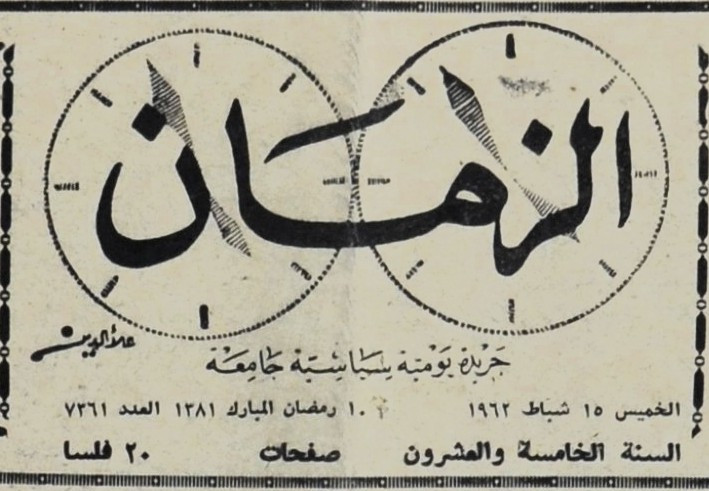 الزمان
علاءالدين
جريدة يومية سياسية جامعة
الخميس ١٥ شباط ١٩٦٢ ١٠ رمضان المبارك ١٣٨١ العدد ٧٣٦١
السنة الخامسة والعشرون صفحات ٢٠ فلسا